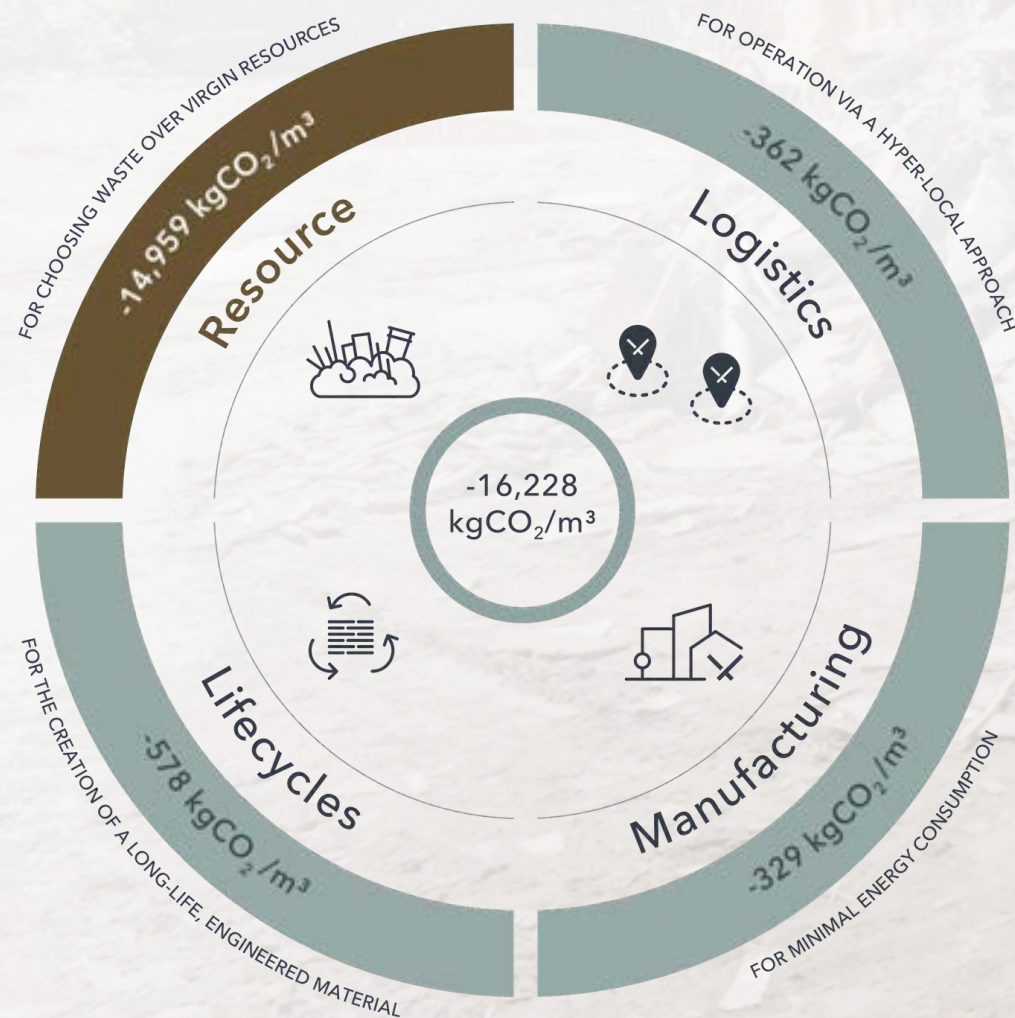 FOR CHOOSING WASTE OVER VIRGIN RESOURCES
-14,959 kgCO₂/m³
Resource
FOR OPERATION VIA A HYPER-LOCAL APPROACH
-362 kgCO₂/m³
Logistics
-16,228
kgCO₂/m³
Lifecycles
-578 kgCO₂/m³
FOR THE CREATION OF A LONG-LIFE, ENGINEERED MATERIAL
Manufacturing
-329 kgCO₂/m³
FOR MINIMAL ENERGY CONSUMPTION